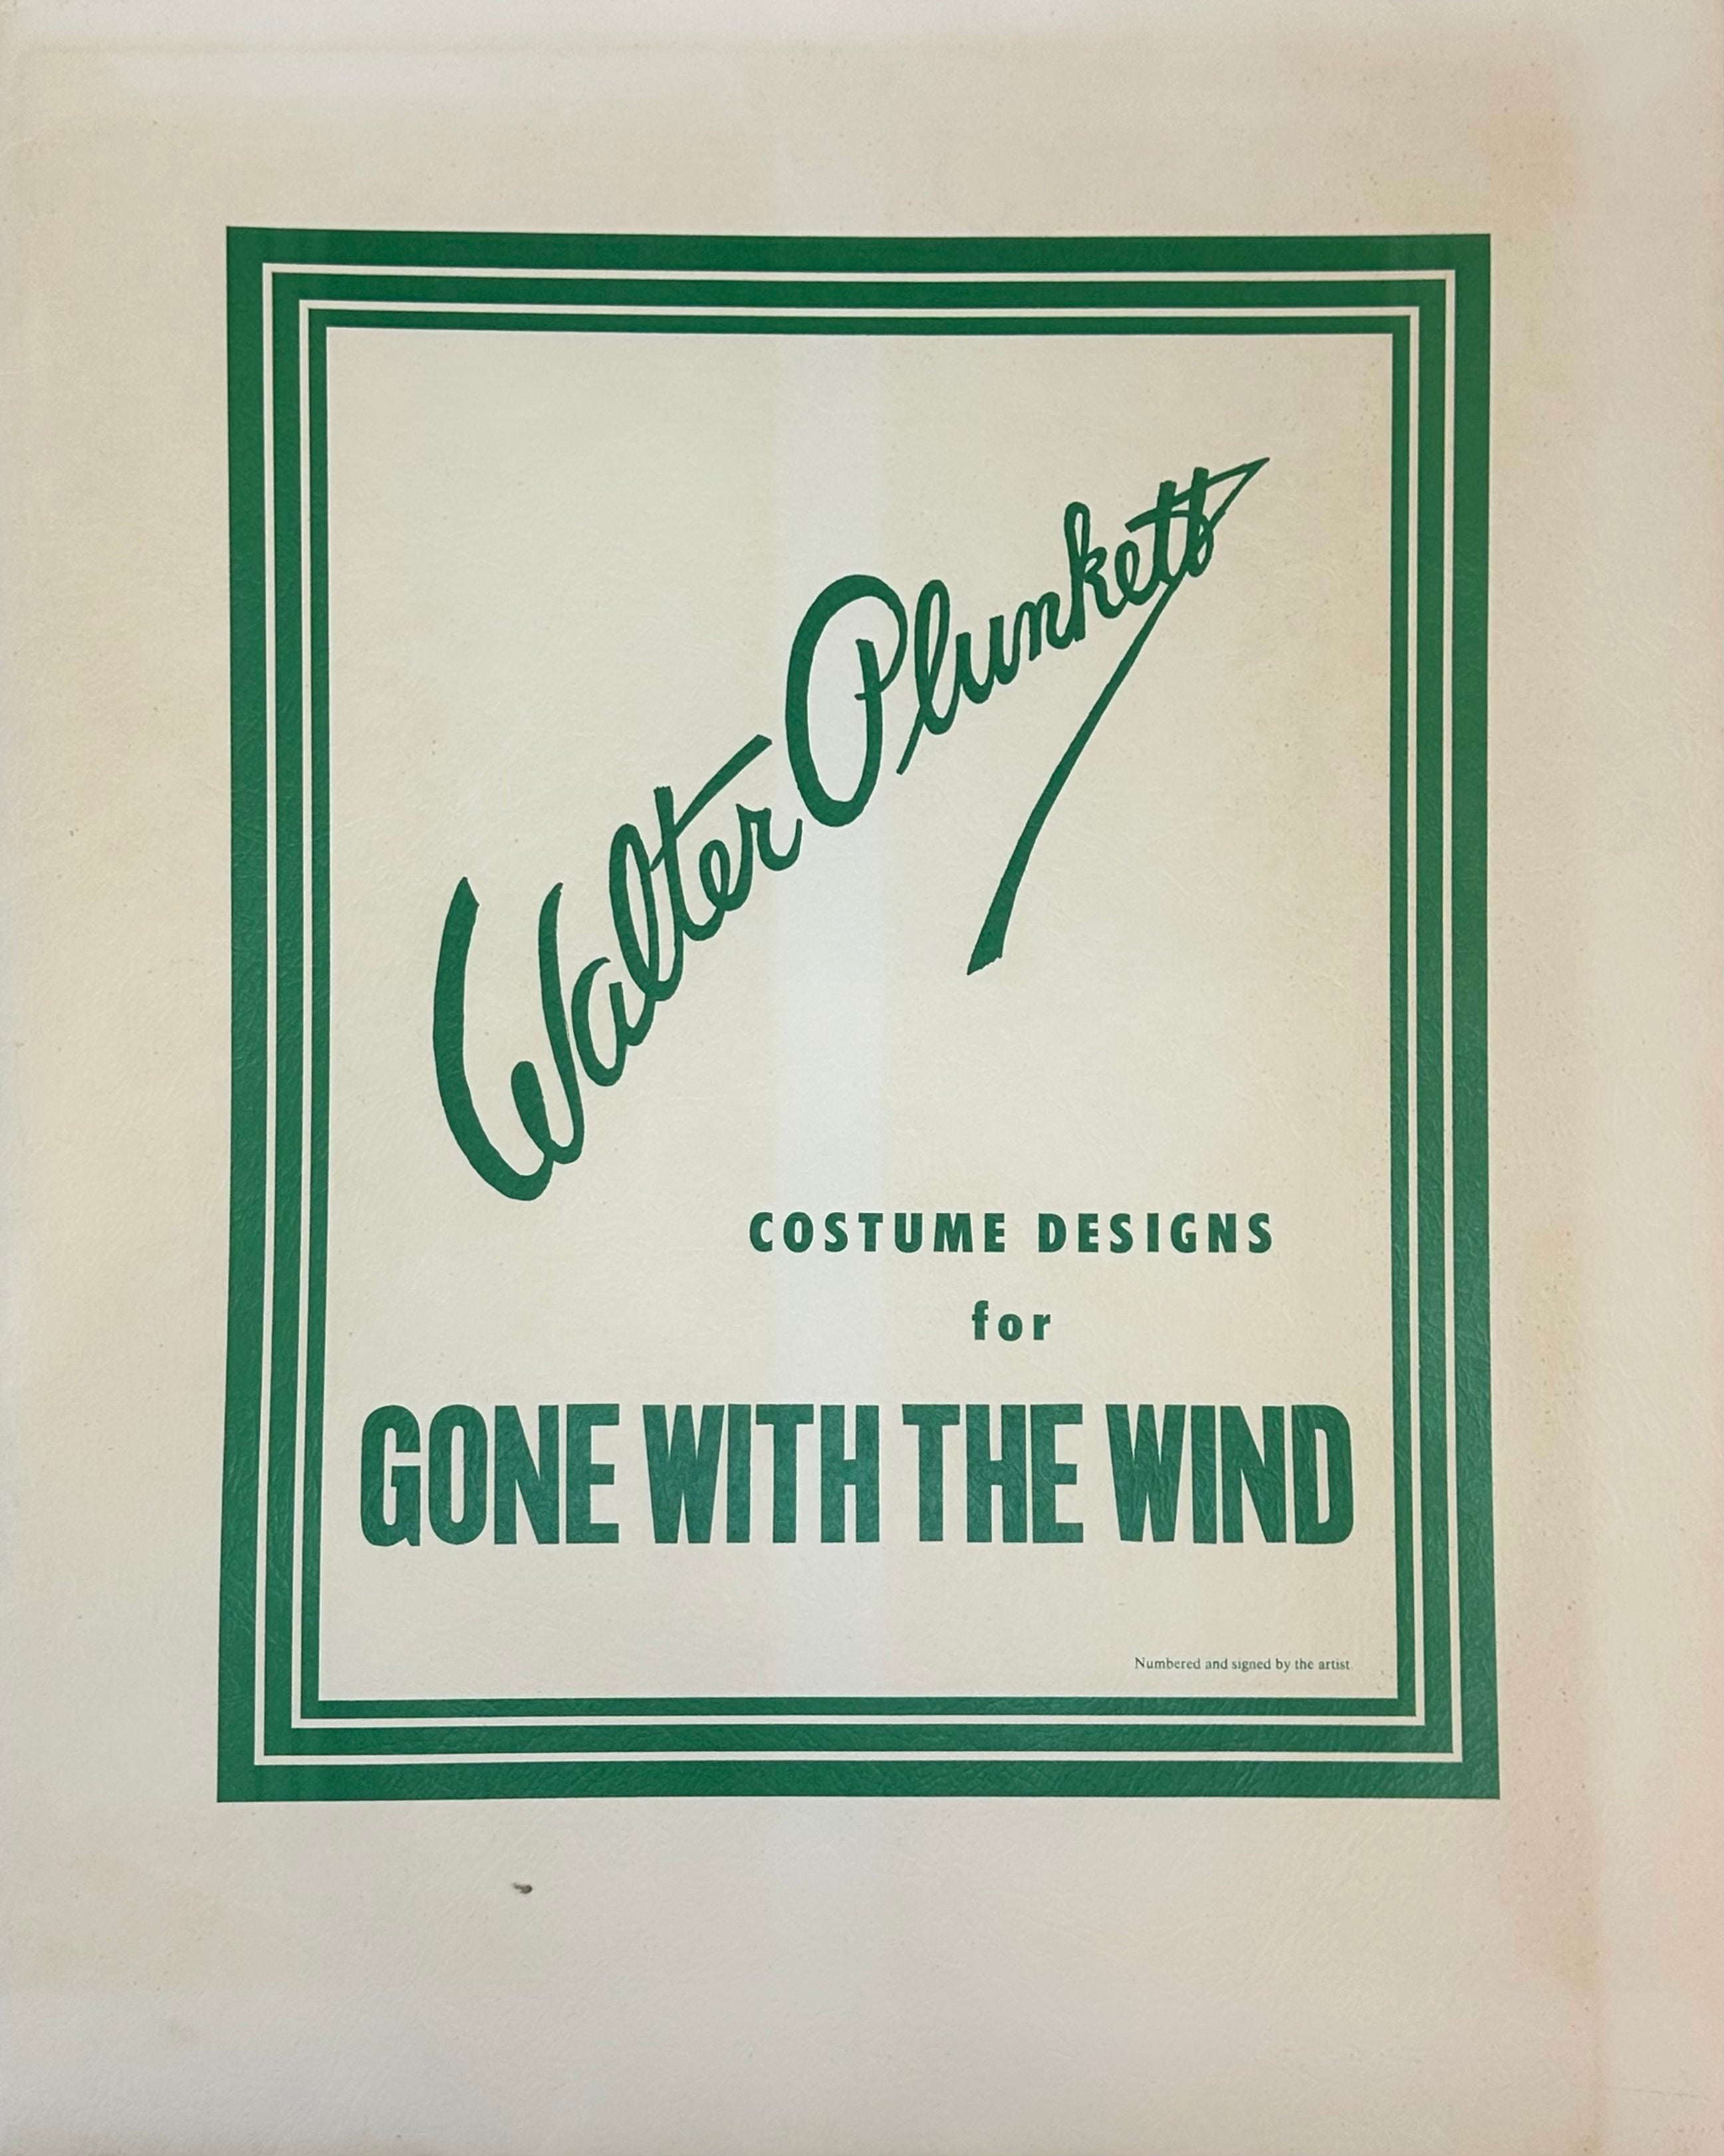 Walter Plunkett
COSTUME DESIGNS
for
GONE WITH THE WIND
Numbered and signed by the artist